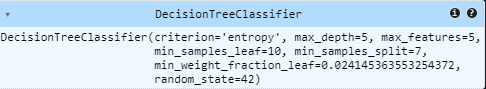 DecisionTreeClassifier
DecisionTreeClassifier(criterion='entropy', max_depth=5, max_features=5,
min_samples_leaf=10, min_samples_split=7,
min_weight_fraction_leaf=0.024145363553254372,
random_state=42)